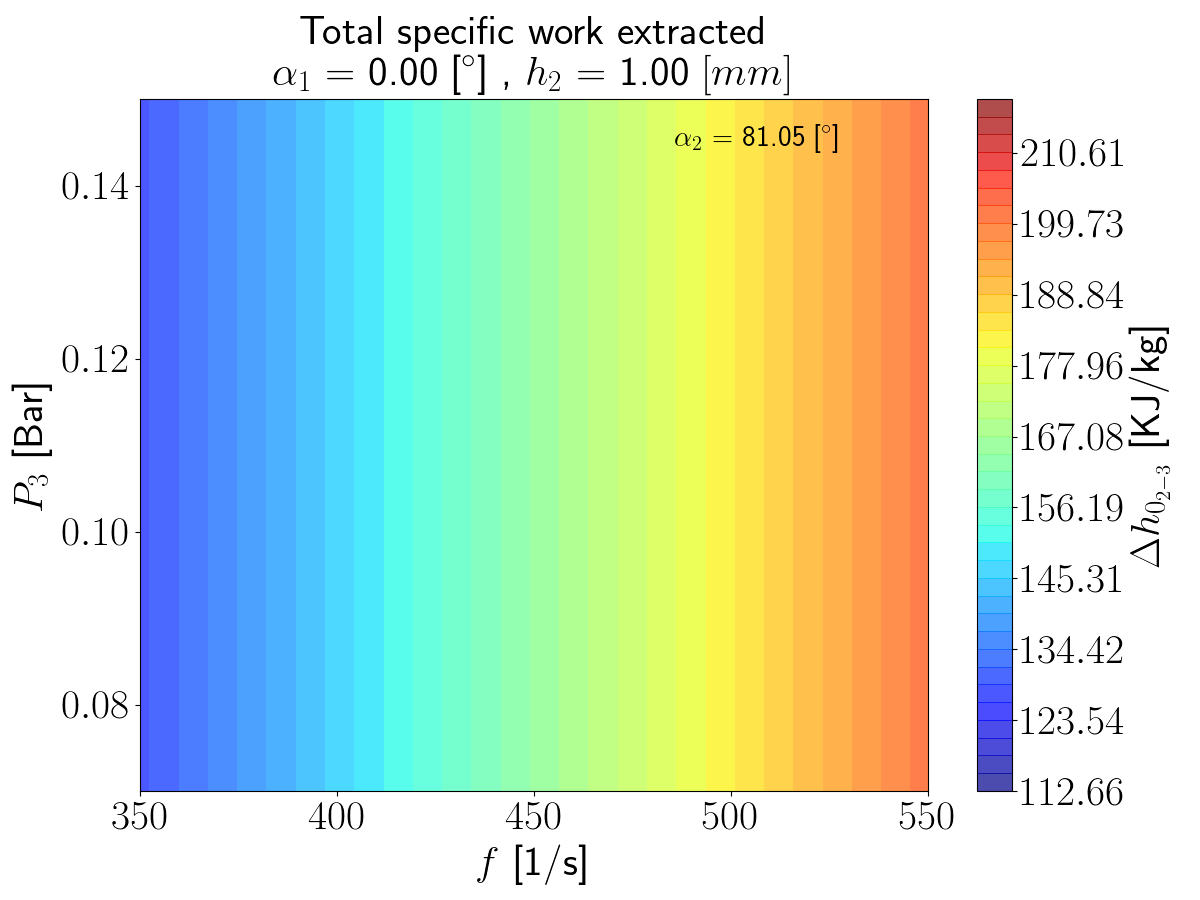 Total specific work extracted
α₁ = 0.00 [°] , h₂ = 1.00 [mm]
α₂ = 81.05 [°]
P₃ [Bar]
0.14
0.12
0.10
0.08
350 400 450 500 550
f [1/s]
210.61
199.73
188.84
177.96
167.08
156.19
145.31
134.42
123.54
112.66
Δh₀₂₋₃ [KJ/kg]